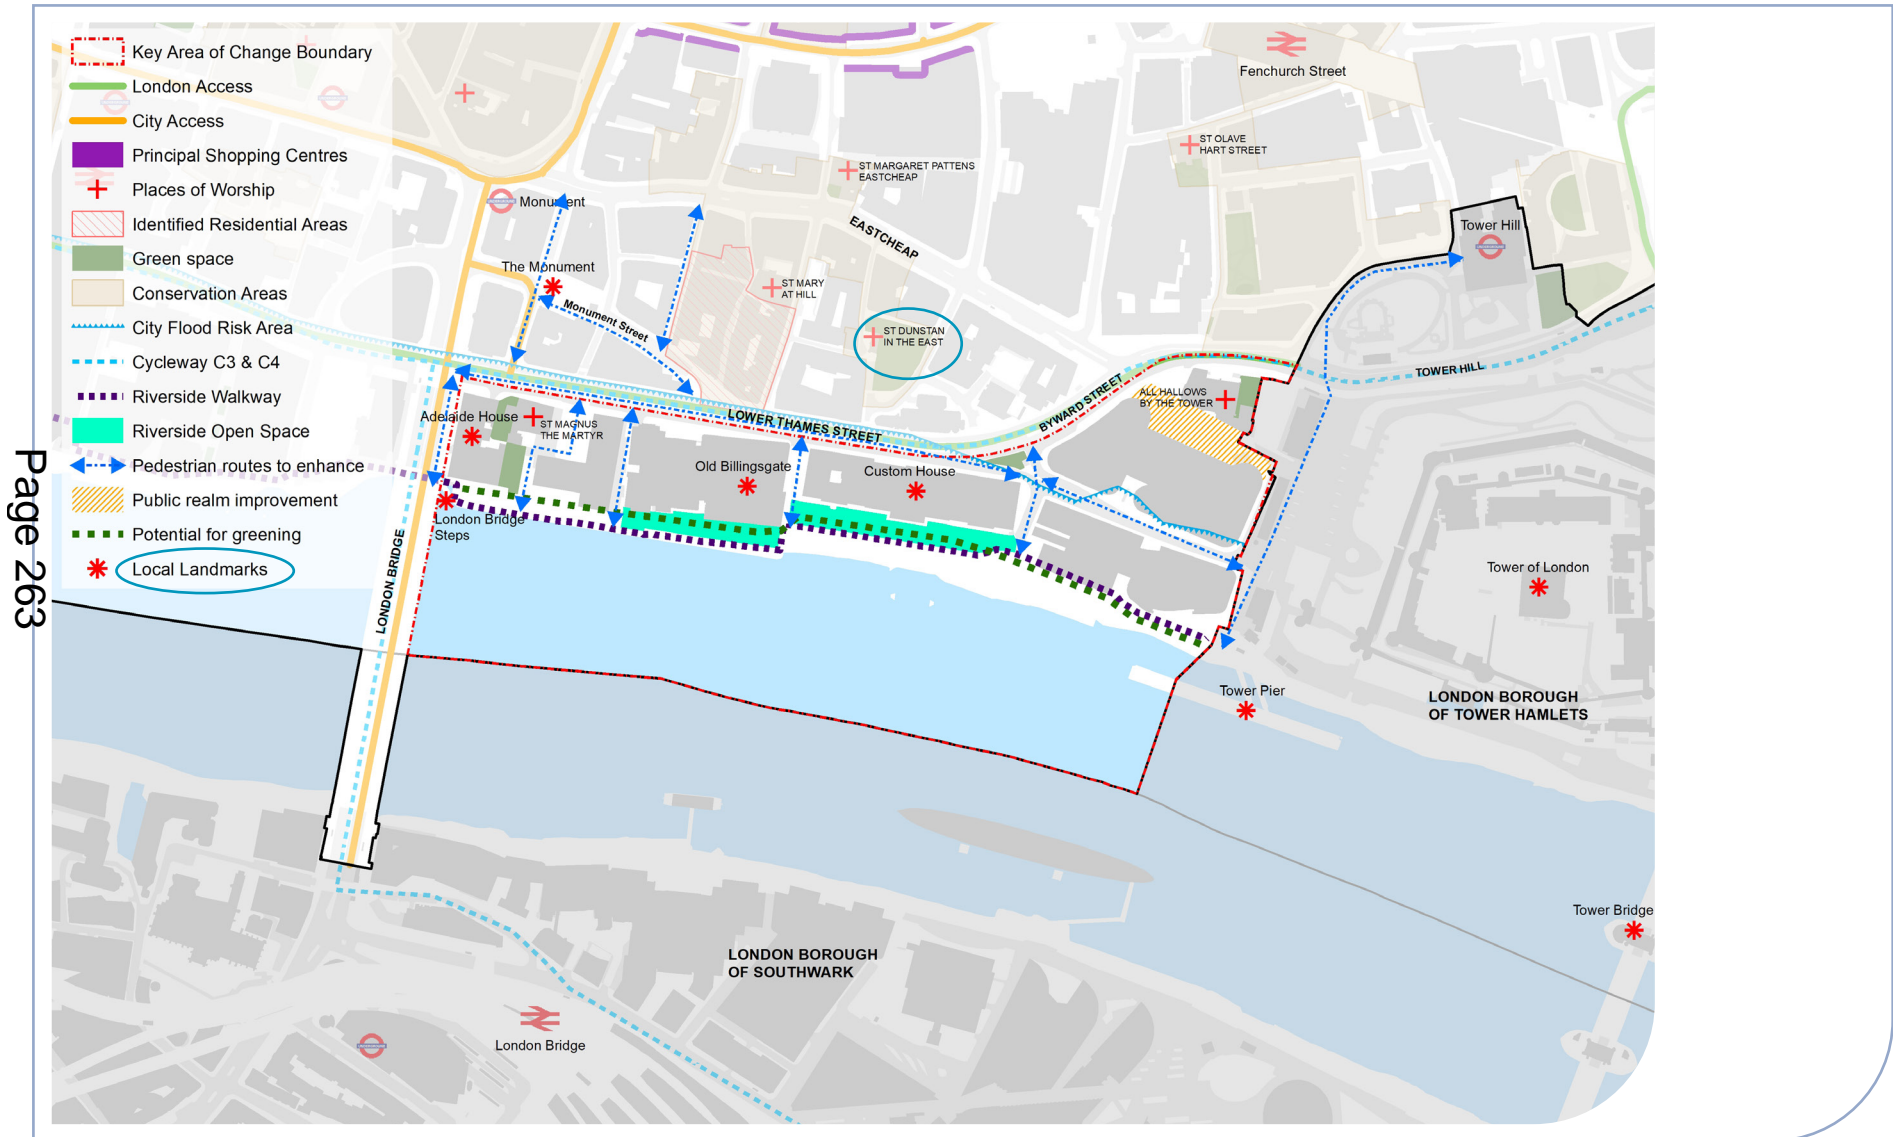 Key Area of Change Boundary
London Access
City Access
Principal Shopping Centres
Places of Worship
Identified Residential Areas
Green space
Conservation Areas
City Flood Risk Area
Cycleway C3 & C4
Riverside Walkway
Riverside Open Space
Pedestrian routes to enhance
Public realm improvement
Potential for greening
Local Landmarks
Page 263
Fenchurch Street
ST OLAVE
HART STREET
ST MARGARET PATTENS
EASTCHEAP
Monument
EASTCHEAP
Tower Hill
The Monument
ST MARY
AT HILL
Monument Street
ST DUNSTAN
IN THE EAST
TOWER HILL
BYWARD STREET
ALL HALLOWS
BY THE TOWER
LOWER THAMES STREET
Adelaide House
ST MAGNUS
THE MARTYR
Old Billingsgate
Custom House
London Bridge
Steps
LONDON BRIDGE
Tower of London
Tower Pier
LONDON BOROUGH
OF TOWER HAMLETS
Tower Bridge
LONDON BOROUGH
OF SOUTHWARK
London Bridge